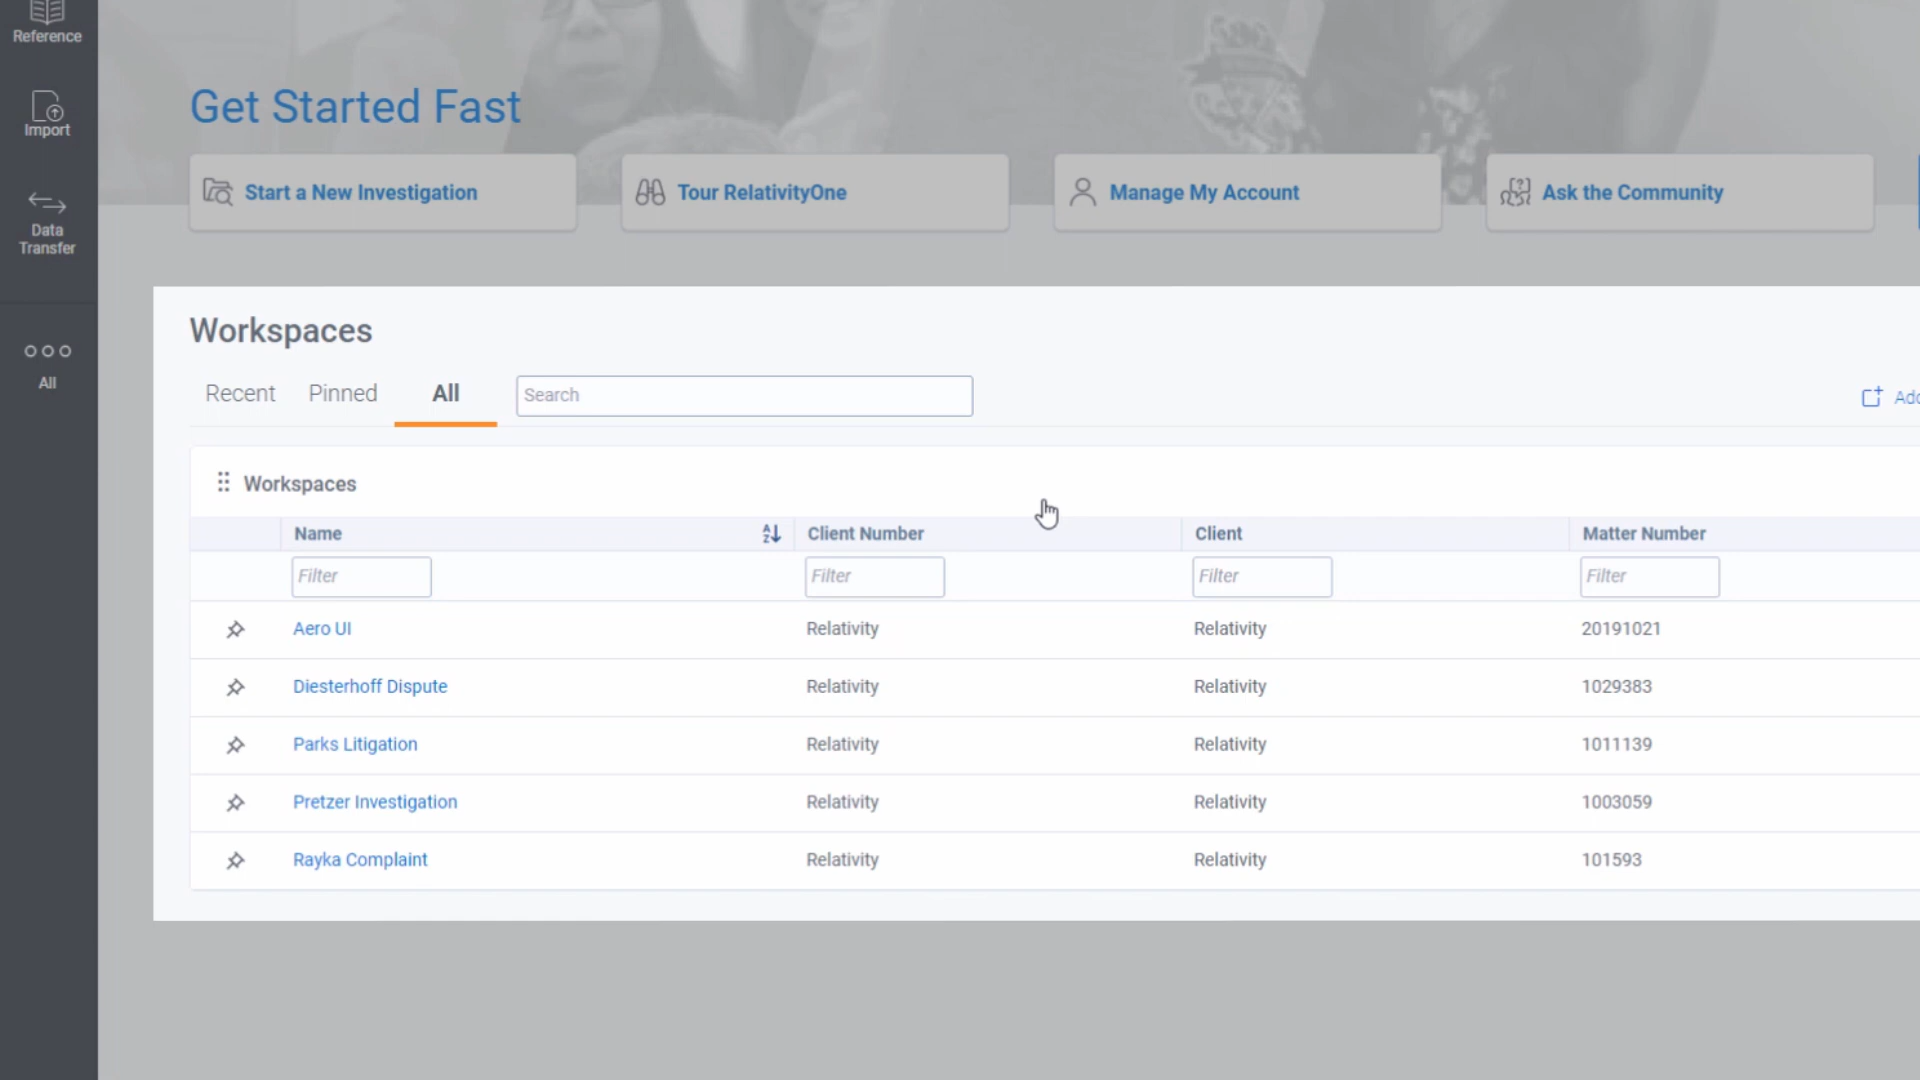 Reference
Import
Data
Transfer
All
Get Started Fast
Start a New Investigation
Tour RelativityOne
Manage My Account
Ask the Community
Workspaces
Recent
Pinned
All
Search
Workspaces
Name
Client Number
Client
Matter Number
Filter
Filter
Filter
Filter
Aero UI
Relativity
Relativity
20191021
Diesterhoff Dispute
Relativity
Relativity
1029383
Parks Litigation
Relativity
Relativity
1011139
Pretzer Investigation
Relativity
Relativity
1003059
Rayka Complaint
Relativity
Relativity
101593